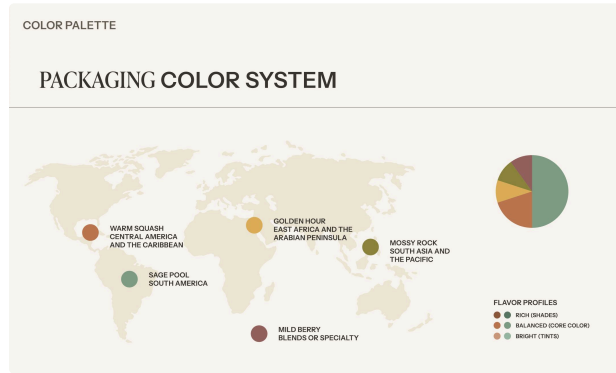 COLOR PALETTE
PACKAGING COLOR SYSTEM
WARM SQUASH
CENTRAL AMERICA
AND THE CARIBBEAN
GOLDEN HOUR
EAST AFRICA AND THE
ARABIAN PENINSULA
MOSSY ROCK
SOUTH ASIA AND
THE PACIFIC
SAGE POOL
SOUTH AMERICA
MILD BERRY
BLENDS OR SPECIALTY
FLAVOR PROFILES
RICH (SHADES)
BALANCED (CORE COLOR)
BRIGHT (TINTS)